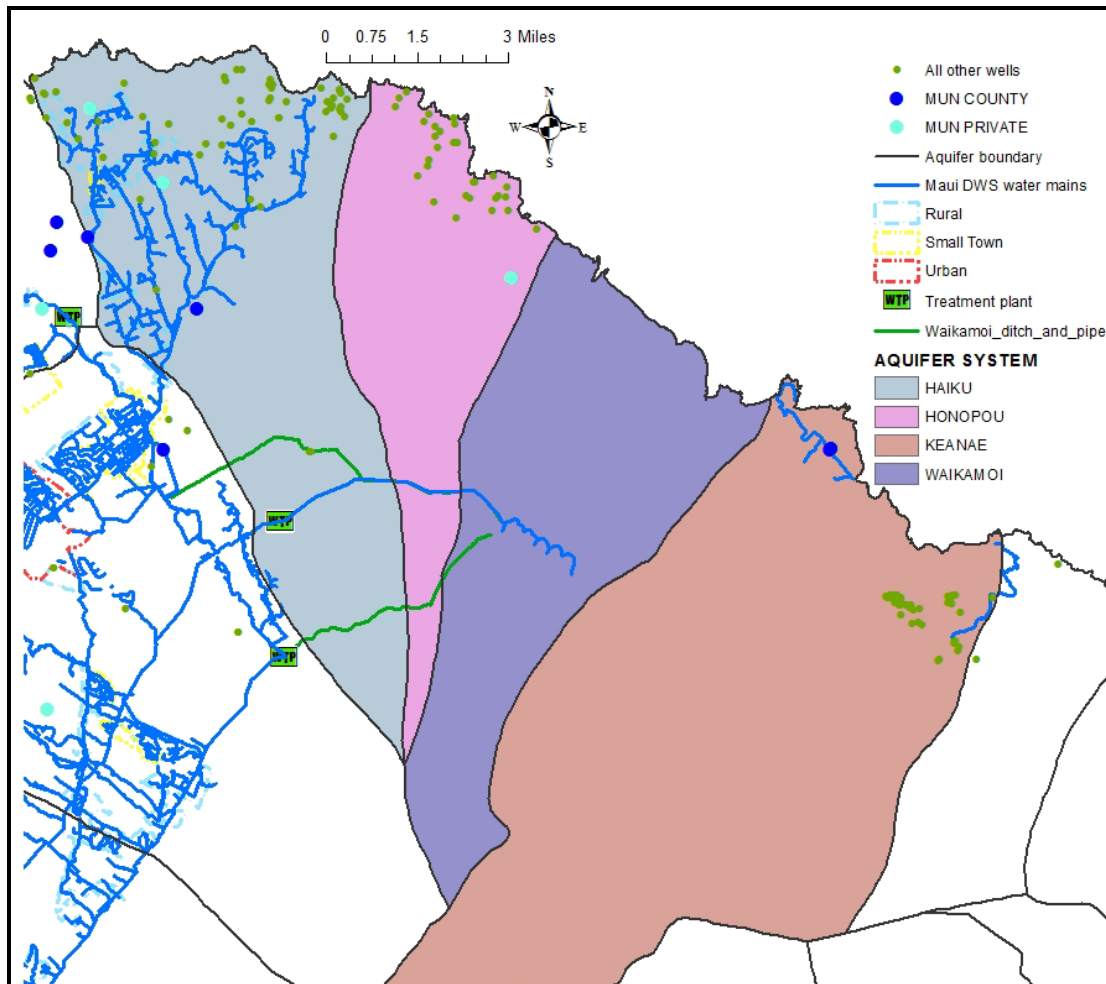 0 0.75 1.5 3 Miles
N
W E
S
All other wells
MUN COUNTY
MUN PRIVATE
Aquifer boundary
Maui DWS water mains
Rural
Small Town
Urban
WTP Treatment plant
Waikamoi_ditch_and_pipe
AQUIFER SYSTEM
HAIKU
HONOPOU
KEANAE
WAIKAMOI
WTP
WTP
WTP